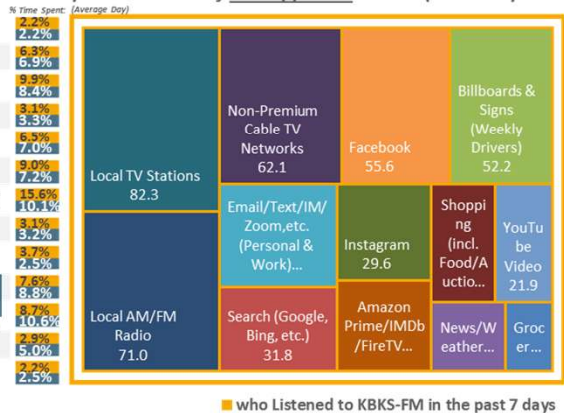 % Time Spent: (Average Day)
2.2%
2.2%
6.3%
6.9%
9.9%
8.4%
3.1%
3.3%
6.5%
7.0%
9.0%
7.2%
15.6%
10.1%
3.1%
3.2%
3.7%
2.5%
7.6%
8.8%
8.7%
10.6%
2.9%
5.0%
2.2%
2.5%
Local TV Stations
82.3
Non-Premium
Cable TV
Networks
62.1
Facebook
55.6
Billboards &
Signs
(Weekly
Drivers)
52.2
Local AM/FM
Radio
71.0
Email/Text/IM/
Zoom,etc.
(Personal &
Work)...
Instagram
29.6
Shoppi
ng
(incl.
Food/A
uctio...
YouTu
be
Video
21.9
Search (Google,
Bing, etc.)
31.8
Amazon
Prime/IMDb
/FireTV...
News/W
eather...
Groc
er...
who Listened to KBKS-FM in the past 7 days